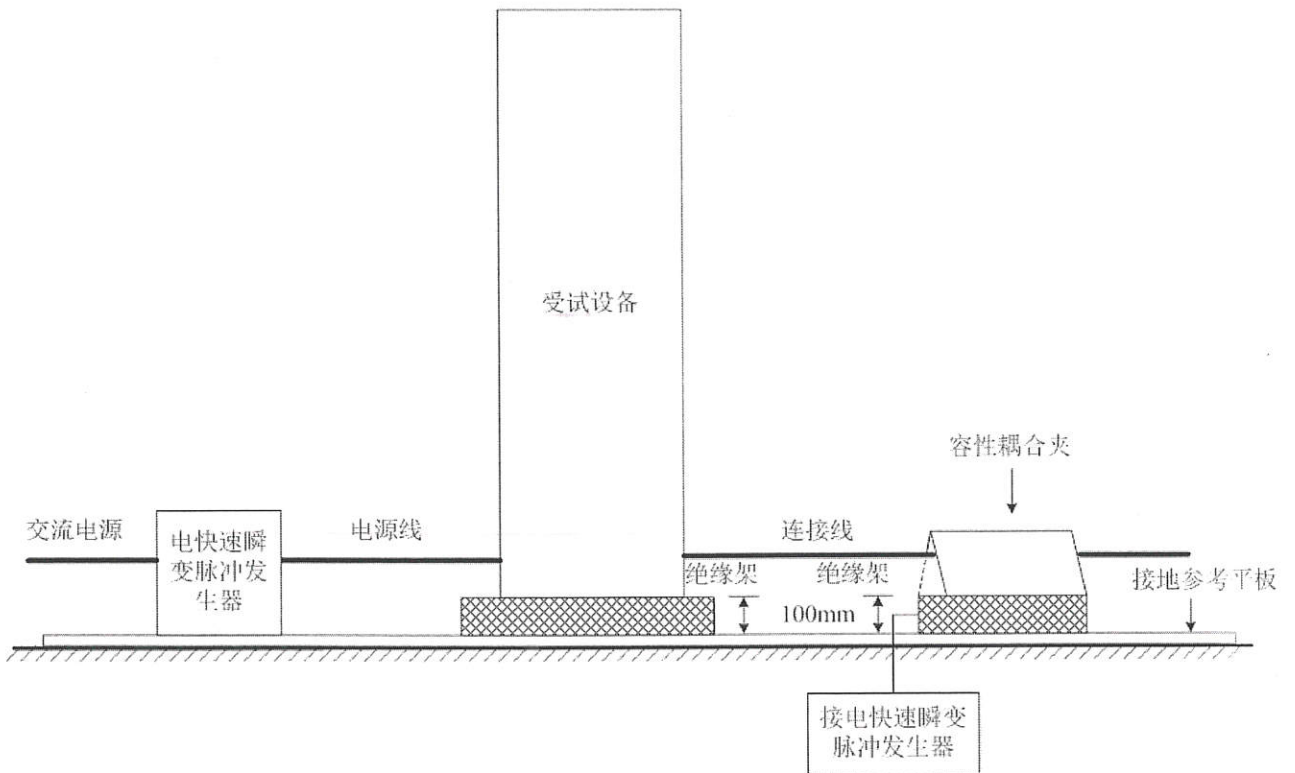 受试设备
容性耦合夹
交流电源
电快速瞬
变脉冲发
生器
电源线
连接线
绝缘架
绝缘架
100mm
接地参考平板
接电快速瞬变
脉冲发生器